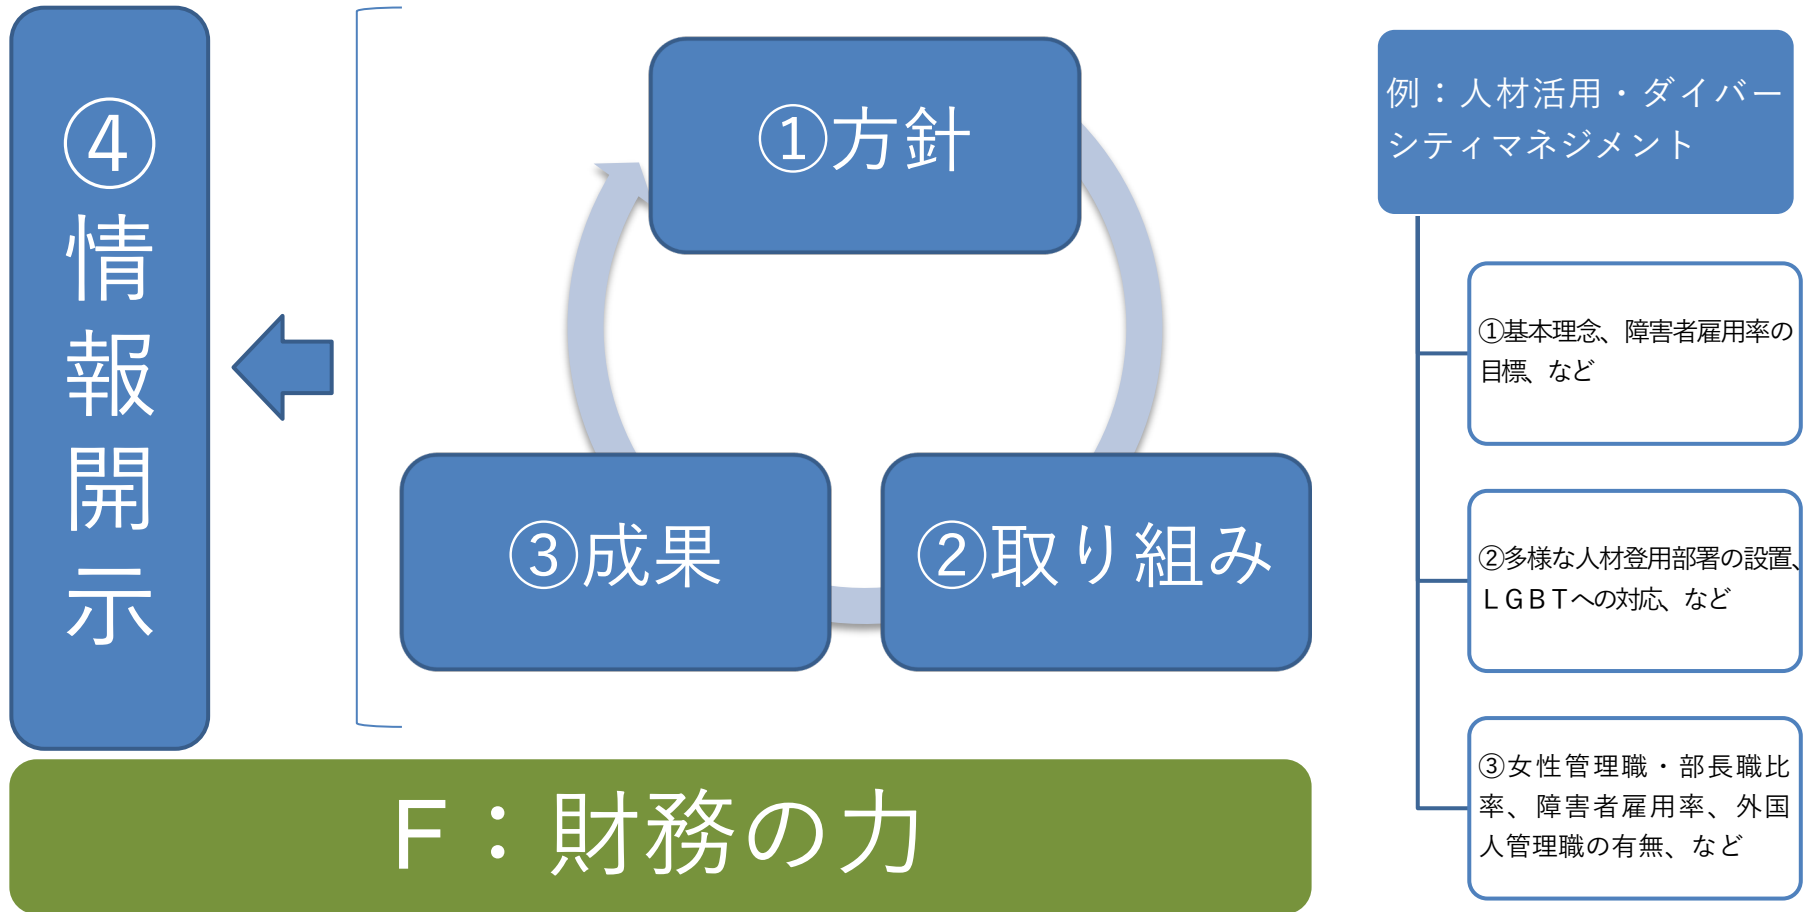 ④情報開示
①方針
③成果
②取り組み
F：財務の力
例：人材活用・ダイバー
シティマネジメント
①基本理念、障害者雇用率の
目標、など
②多様な人材登用部署の設置、
ＬＧＢＴへの対応、など
③女性管理職・部長職比
率、障害者雇用率、外国
人管理職の有無、など